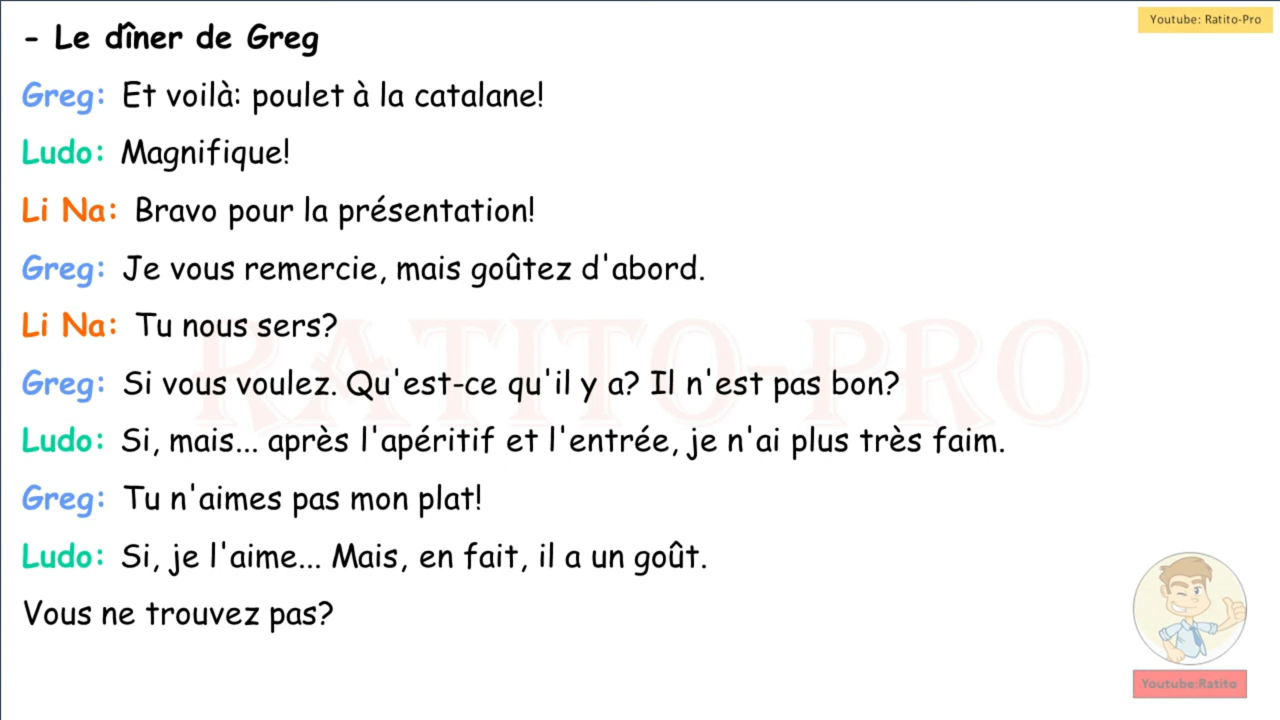 Youtube: Ratito-Pro
- Le dîner de Greg
Greg: Et voilà: poulet à la catalane!
Ludo: Magnifique!
Li Na: Bravo pour la présentation!
Greg: Je vous remercie, mais goûtez d'abord.
Li Na: Tu nous sers?
RATITO-PRO
Greg: Si vous voulez. Qu'est-ce qu'il y a? Il n'est pas bon?
Ludo: Si, mais... après l'apéritif et l'entrée, je n'ai plus très faim.
Greg: Tu n'aimes pas mon plat!
Ludo: Si, je l'aime... Mais, en fait, il a un goût.
Vous ne trouvez pas?
Youtube:Ratito